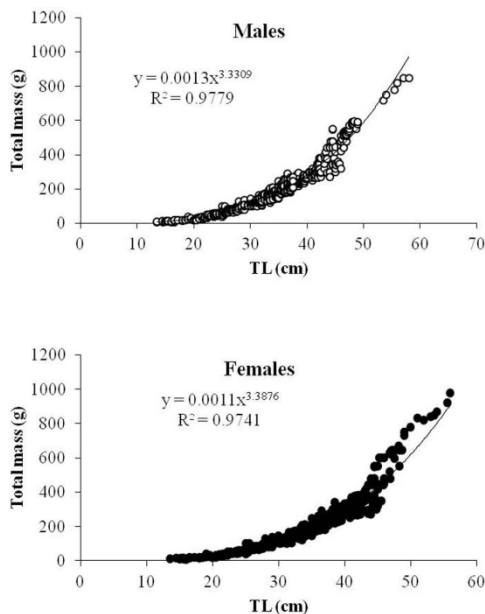 Males
y = 0.0013x^3.3309
R² = 0.9779
Total mass (g)
1200
1000
800
600
400
200
0
0 10 20 30 40 50 60 70
TL (cm)
Females
y = 0.0011x^3.3876
R² = 0.9741
Total mass (g)
1200
1000
800
600
400
200
0
0 10 20 30 40 50 60
TL (cm)